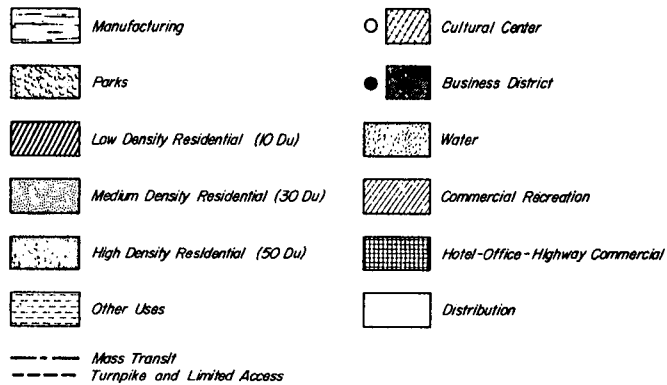 Manufacturing
Parks
Low Density Residential (10 Du)
Medium Density Residential (30 Du)
High Density Residential (50 Du)
Other Uses
Mass Transit
Turnpike and Limited Access
Cultural Center
Business District
Water
Commercial Recreation
Hotel-Office-Highway Commercial
Distribution